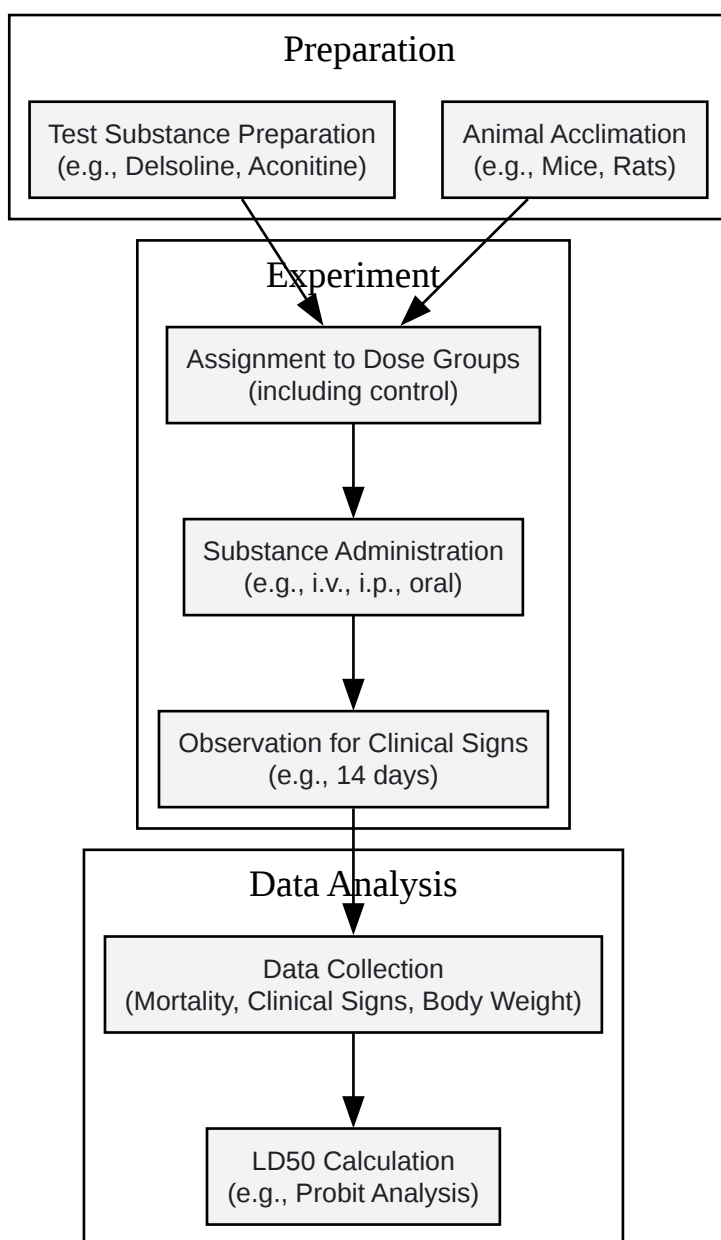 Preparation
Test Substance Preparation
(e.g., Delsoline, Aconitine)
Animal Acclimation
(e.g., Mice, Rats)
Experiment
Assignment to Dose Groups
(including control)
Substance Administration
(e.g., i.v., i.p., oral)
Observation for Clinical Signs
(e.g., 14 days)
Data Analysis
Data Collection
(Mortality, Clinical Signs, Body Weight)
LD50 Calculation
(e.g., Probit Analysis)